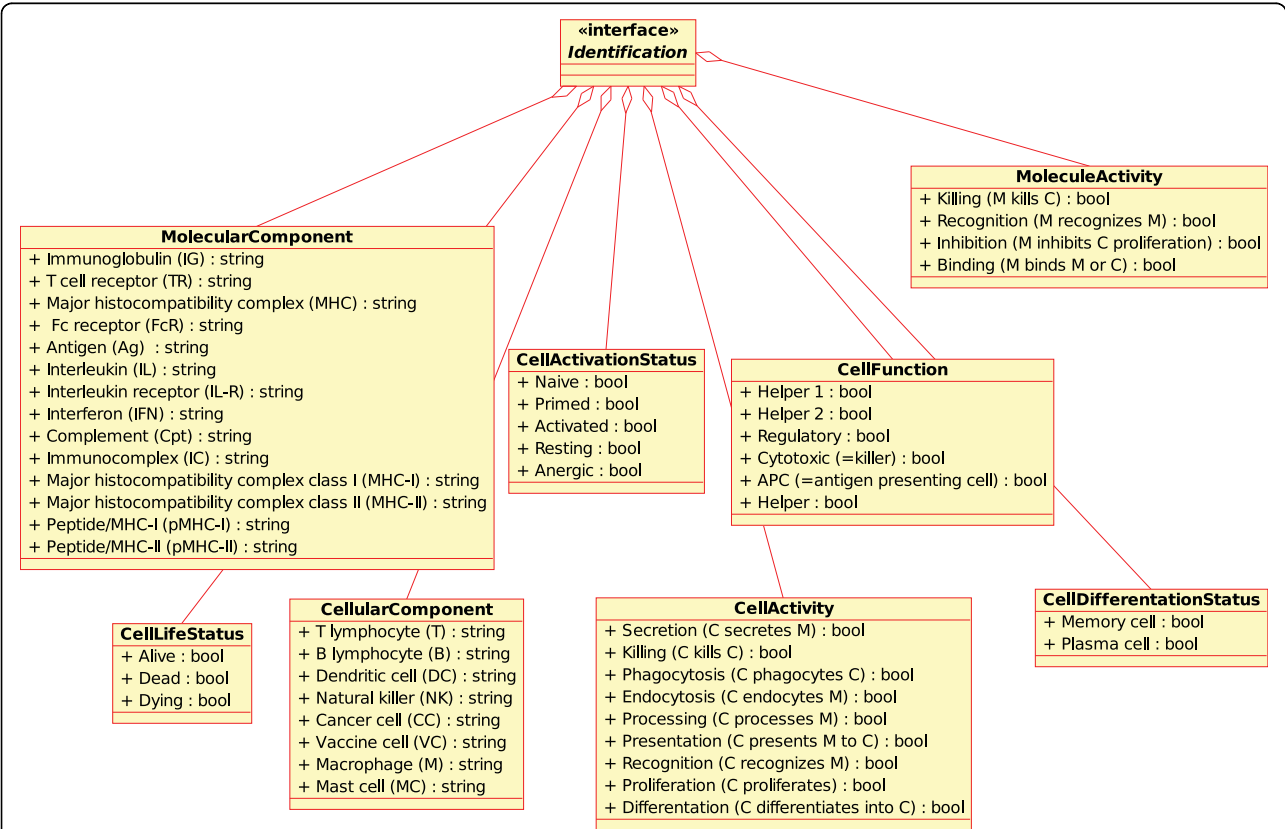 «interface»
Identification
MoleculeActivity
+ Killing (M kills C) : bool
+ Recognition (M recognizes M) : bool
+ Inhibition (M inhibits C proliferation) : bool
+ Binding (M binds M or C) : bool
MolecularComponent
+ Immunoglobulin (IG) : string
+ T cell receptor (TR) : string
+ Major histocompatibility complex (MHC) : string
+ Fc receptor (FcR) : string
+ Antigen (Ag) : string
+ Interleukin (IL) : string
+ Interleukin receptor (IL-R) : string
+ Interferon (IFN) : string
+ Complement (Cpt) : string
+ Immunocomplex (IC) : string
+ Major histocompatibility complex class I (MHC-I) : string
+ Major histocompatibility complex class II (MHC-II) : string
+ Peptide/MHC-I (pMHC-I) : string
+ Peptide/MHC-II (pMHC-II) : string
CellActivationStatus
+ Naive : bool
+ Primed : bool
+ Activated : bool
+ Resting : bool
+ Anergic : bool
CellFunction
+ Helper 1 : bool
+ Helper 2 : bool
+ Regulatory : bool
+ Cytotoxic (=killer) : bool
+ APC (=antigen presenting cell) : bool
+ Helper : bool
CellLifeStatus
+ Alive : bool
+ Dead : bool
+ Dying : bool
CellularComponent
+ T lymphocyte (T) : string
+ B lymphocyte (B) : string
+ Dendritic cell (DC) : string
+ Natural killer (NK) : string
+ Cancer cell (CC) : string
+ Vaccine cell (VC) : string
+ Macrophage (M) : string
+ Mast cell (MC) : string
CellActivity
+ Secretion (C secretes M) : bool
+ Killing (C kills C) : bool
+ Phagocytosis (C phagocytes C) : bool
+ Endocytosis (C endocytes M) : bool
+ Processing (C processes M) : bool
+ Presentation (C presents M to C) : bool
+ Recognition (C recognizes M) : bool
+ Proliferation (C proliferates) : bool
+ Differentation (C differentiates into C) : bool
CellDifferentationStatus
+ Memory cell : bool
+ Plasma cell : bool